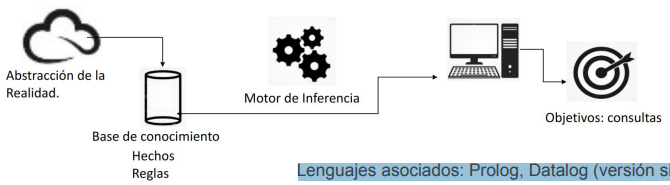 Abstracción de la
Realidad.
Motor de Inferencia
Objetivos: consultas
Base de conocimiento
Hechos
Reglas
Lenguajes asociados: Prolog, Datalog (versión